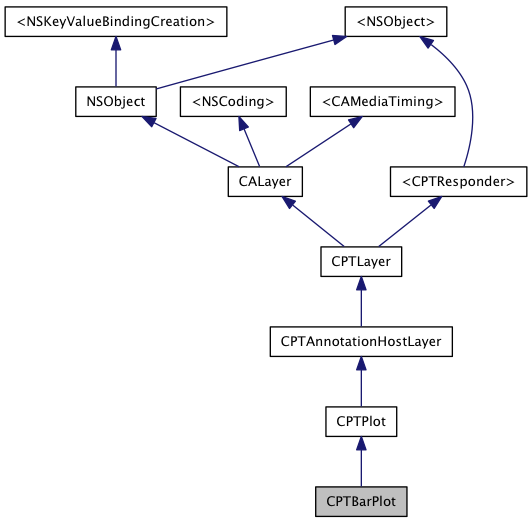 <NSKeyValueBindingCreation>
<NSObject>
NSObject
<NSCoding>
<CAMediaTiming>
CALayer
<CPTResponder>
CPTLayer
CPTAnnotationHostLayer
CPTPlot
CPTBarPlot